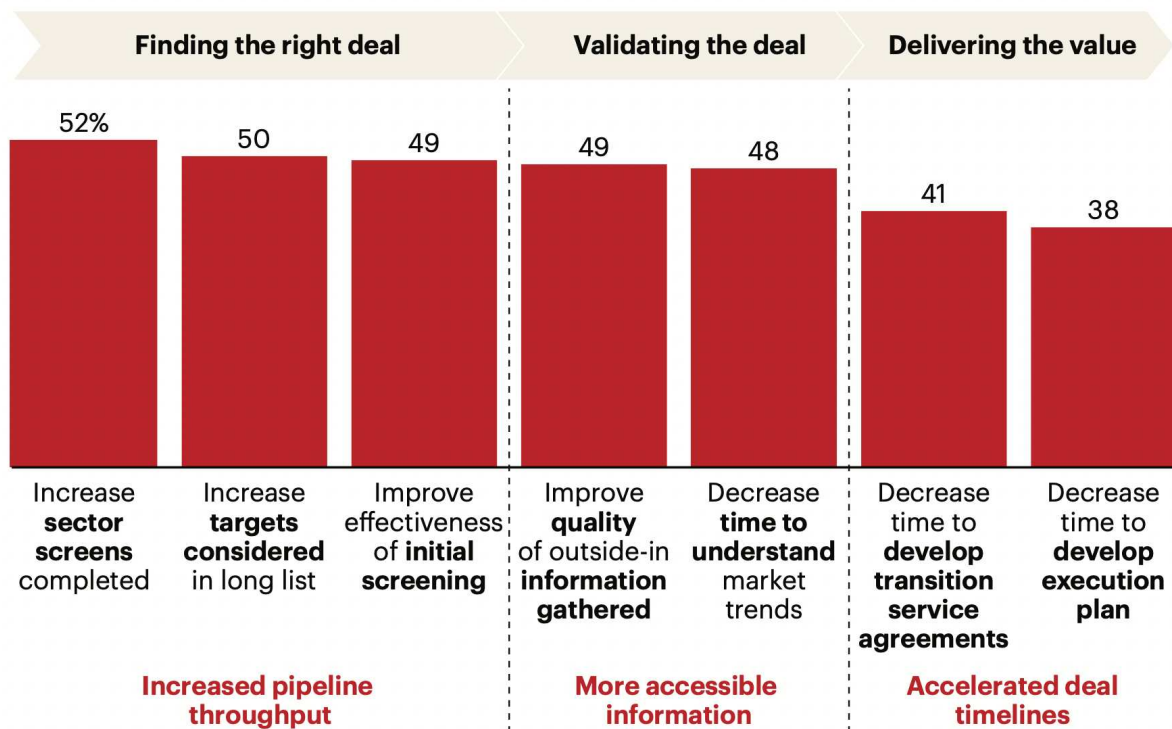 Finding the right deal
Validating the deal
Delivering the value
52%
50
49
49
48
41
38
Increase
sector
screens
completed
Increase
targets
considered
in long list
Improve
effectiveness
of initial
screening
Improve
quality
of outside-in
information
gathered
Decrease
time to
understand
market
trends
Decrease
time to
develop
transition
service
agreements
Decrease
time to
develop
execution
plan
Increased pipeline
throughput
More accessible
information
Accelerated deal
timelines